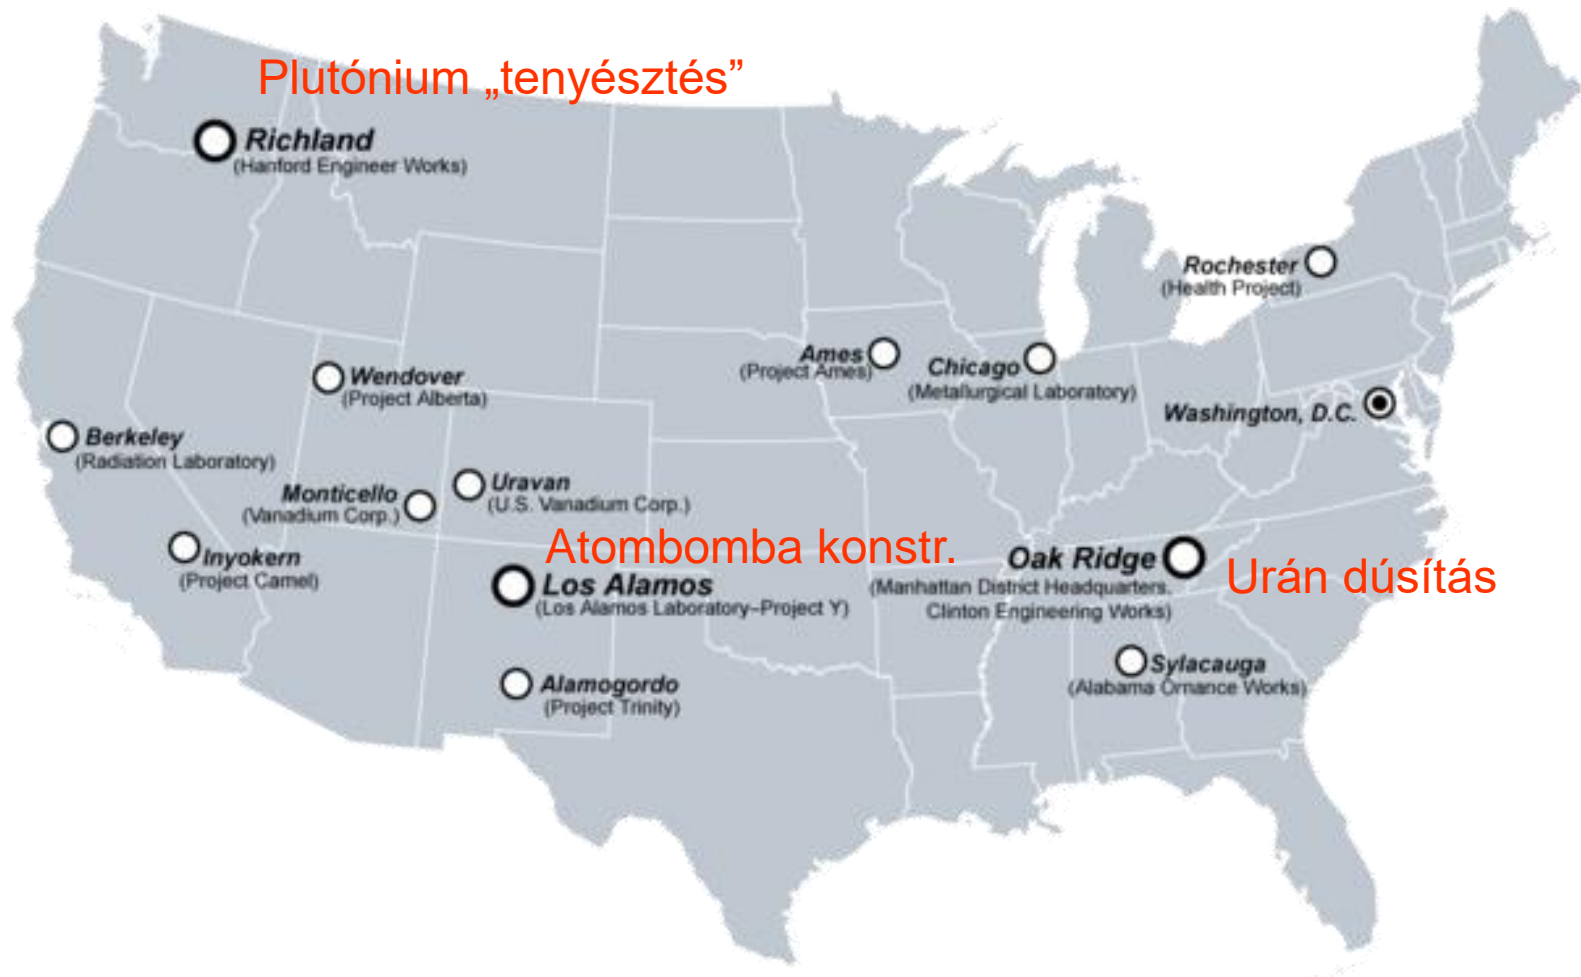 Plutónium „tenyésztés”
Richland
(Hanford Engineer Works)
Rochester
(Health Project)
Ames
(Project Ames)
Chicago
(Metallurgical Laboratory)
Wendover
(Project Alberta)
Washington, D.C.
Berkeley
(Radiation Laboratory)
Uravan
(U.S. Vanadium Corp.)
Monticello
(Vanadium Corp.)
Atombomba konstr.
Inyokern
(Project Camel)
Oak Ridge
(Manhattan District Headquarters,
Clinton Engineering Works)
Urán dúsítás
Los Alamos
(Los Alamos Laboratory–Project Y)
Sylacauga
(Alabama Ornance Works)
Alamogordo
(Project Trinity)